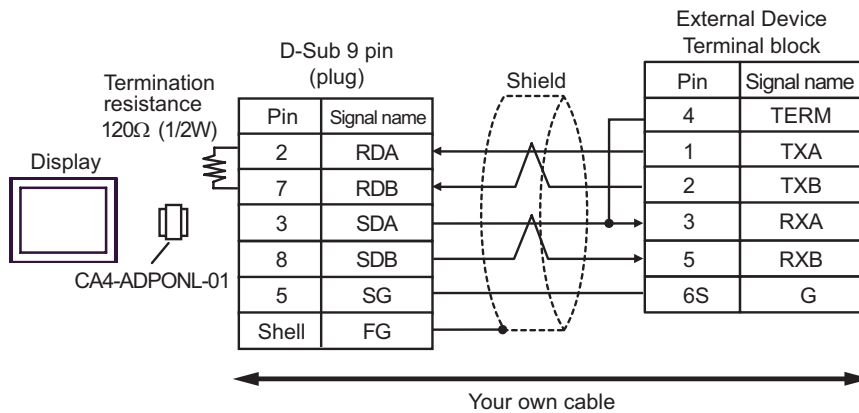 External Device
Terminal block
D-Sub 9 pin
(plug)
Shield
Termination
resistance
120Ω (1/2W)
Display
CA4-ADPONL-01
Pin Signal name
2 RDA
7 RDB
3 SDA
8 SDB
5 SG
Shell FG
Pin Signal name
4 TERM
1 TXA
2 TXB
3 RXA
5 RXB
6S G
Your own cable